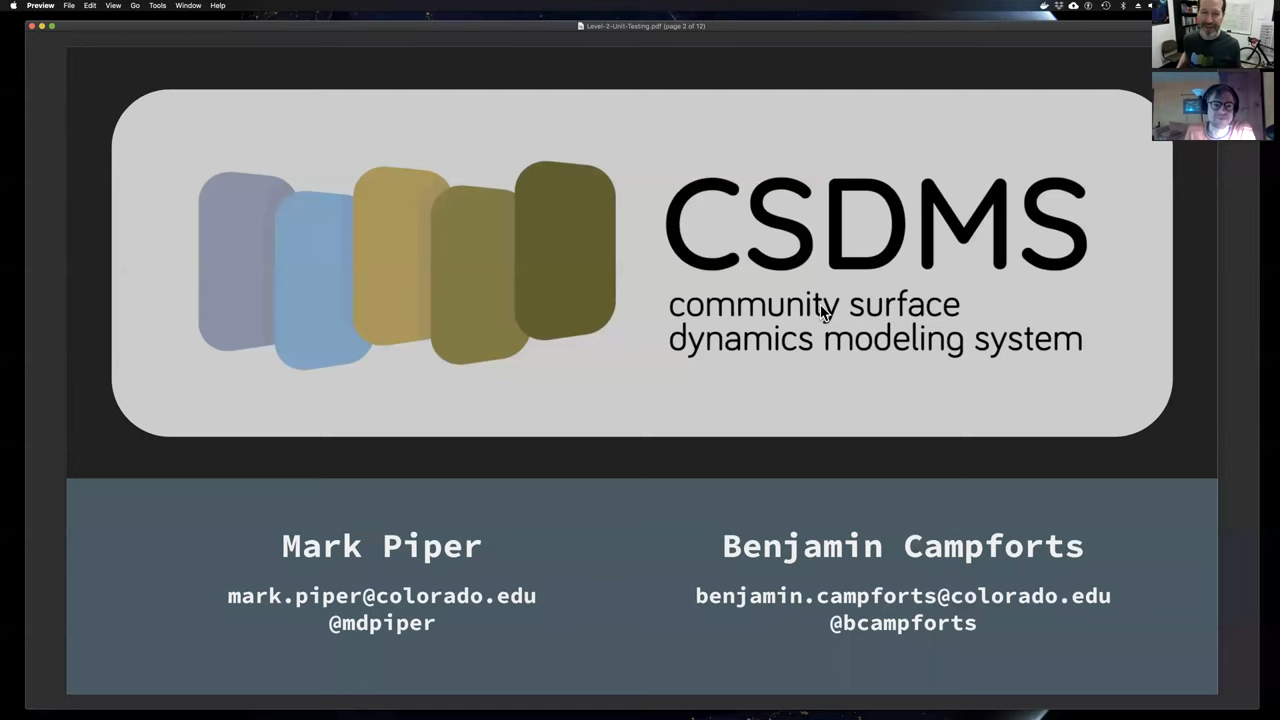 Preview File Edit View Go Tools Window Help
Level-2-Unit-Testing.pdf (page 2 of 12)
CSDMS
community surface
dynamics modeling system
Mark Piper
mark.piper@colorado.edu
@mdpiper
Benjamin Campforts
benjamin.campforts@colorado.edu
@bcampforts